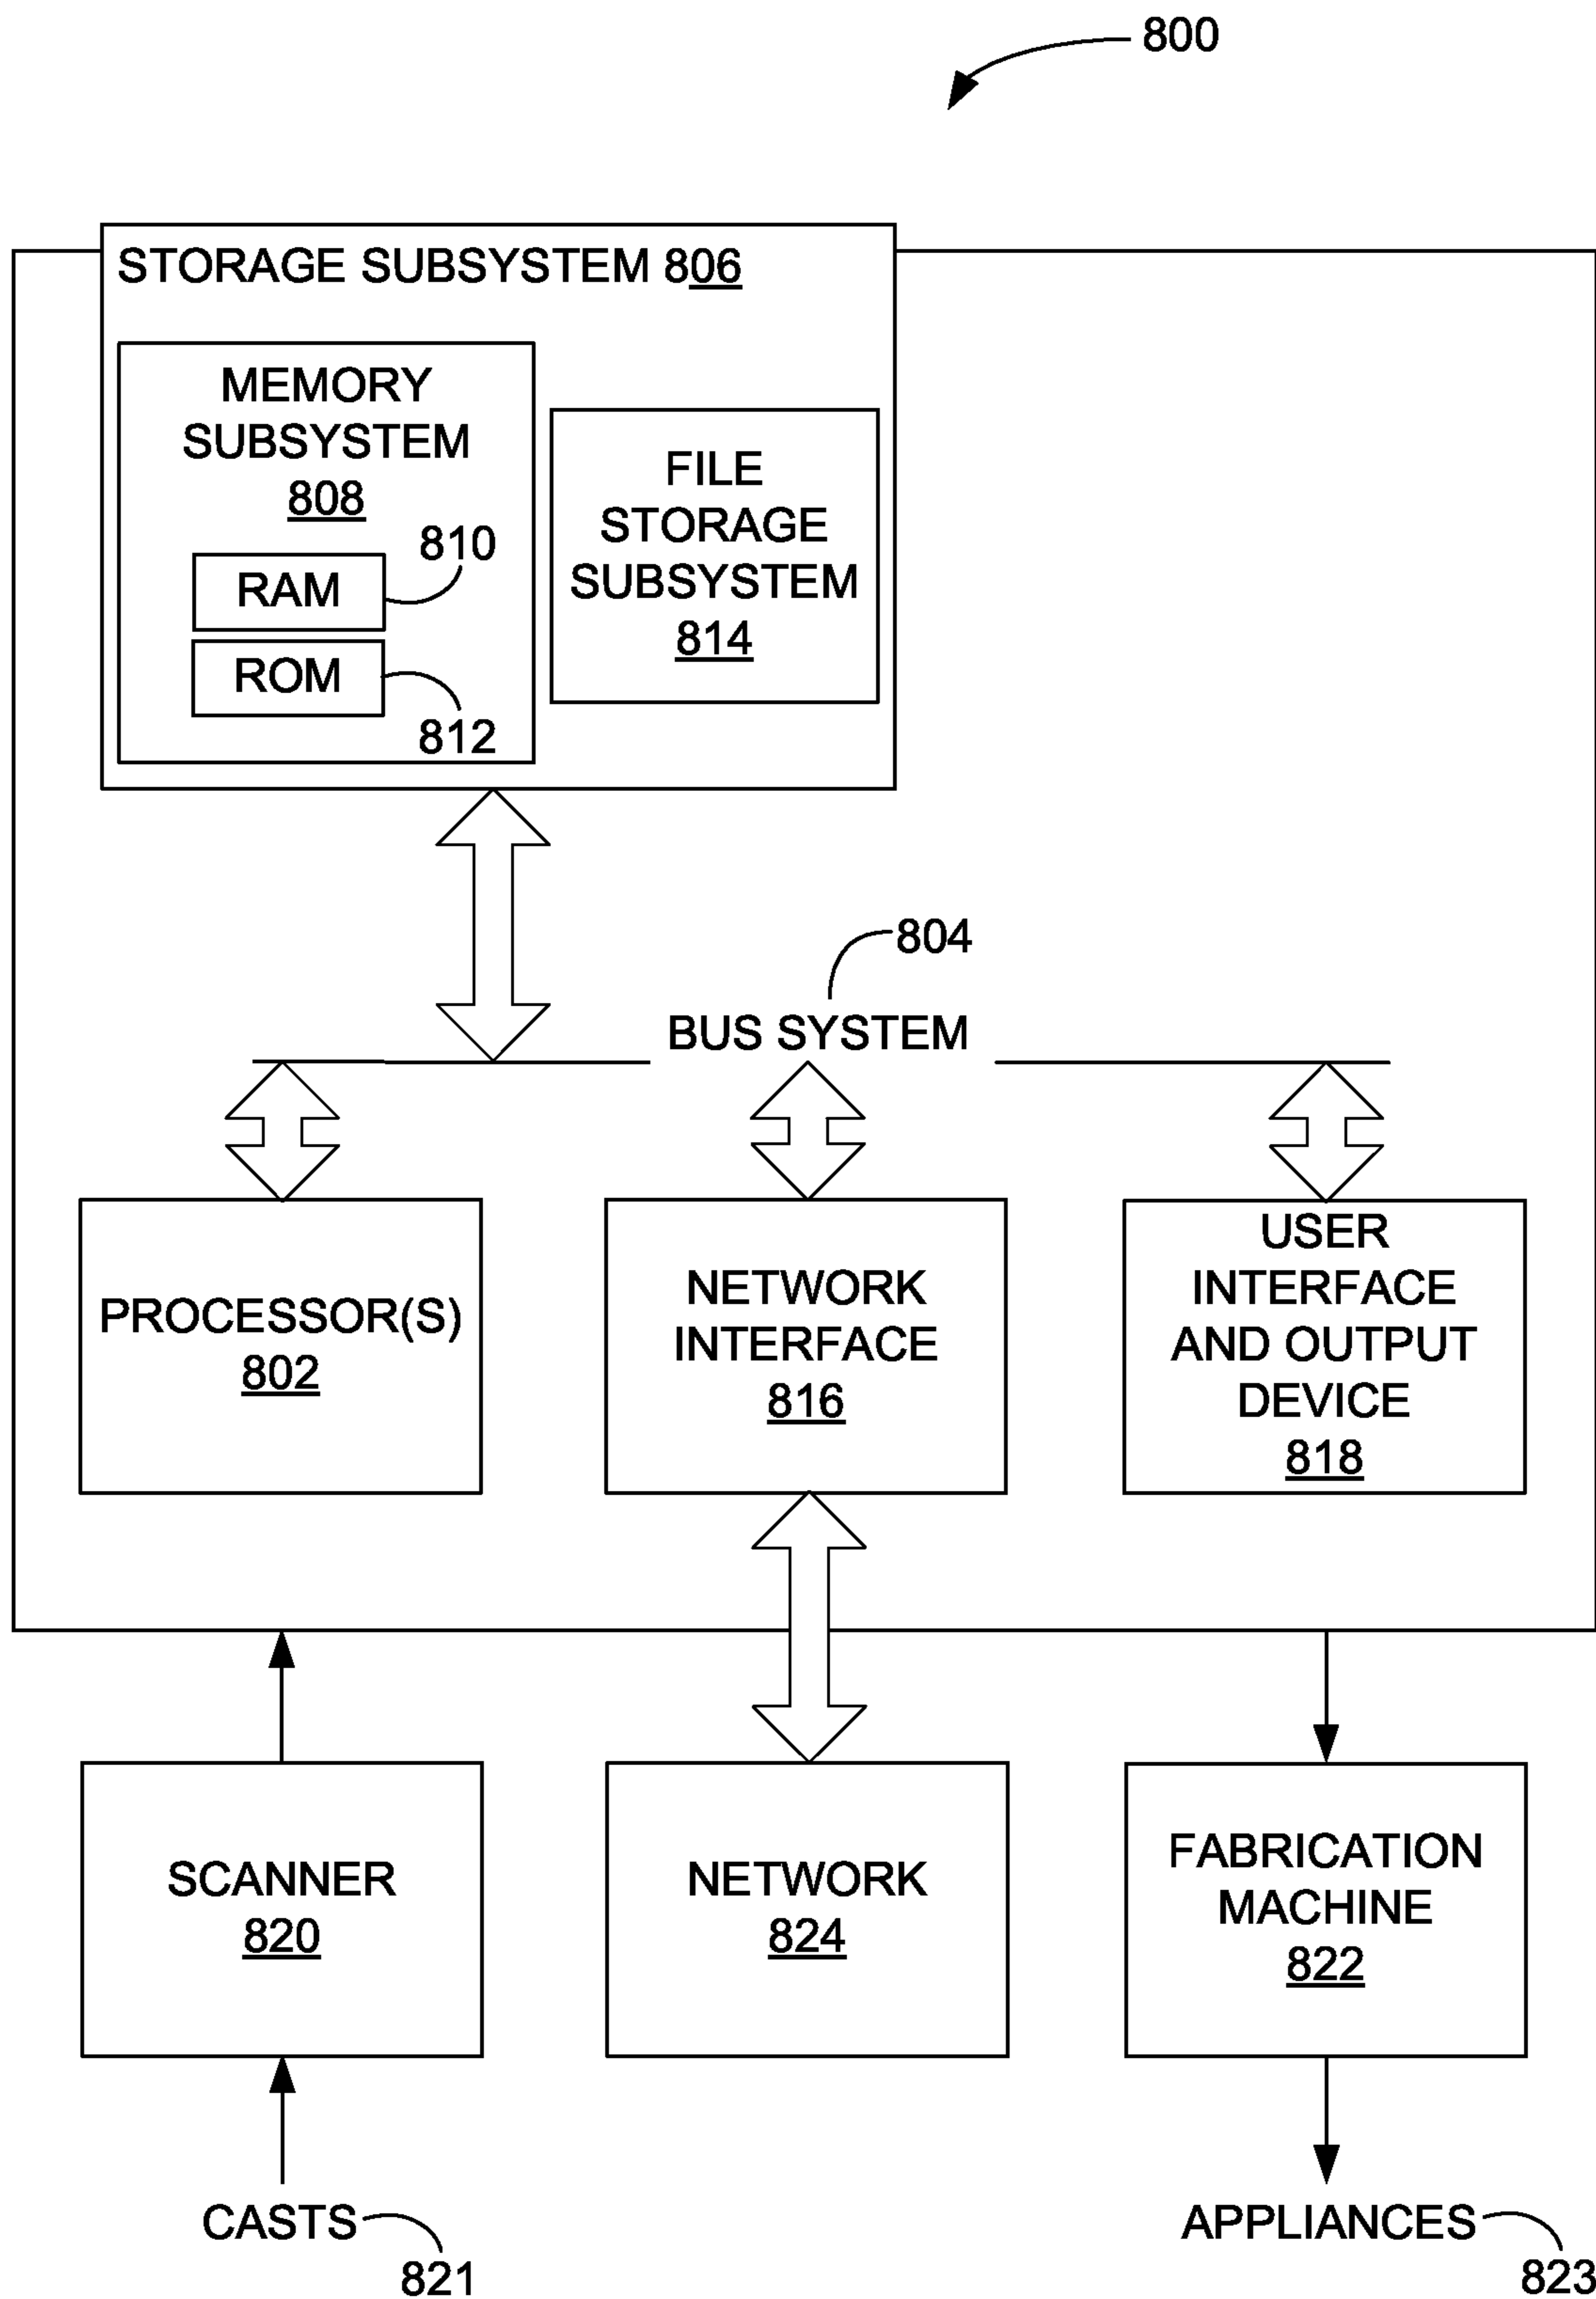 800
STORAGE SUBSYSTEM 806
MEMORY
SUBSYSTEM
808
810
RAM
ROM
812
FILE
STORAGE
SUBSYSTEM
814
804
BUS SYSTEM
PROCESSOR(S)
802
NETWORK
INTERFACE
816
USER
INTERFACE
AND OUTPUT
DEVICE
818
SCANNER
820
NETWORK
824
FABRICATION
MACHINE
822
CASTS
821
APPLIANCES
823